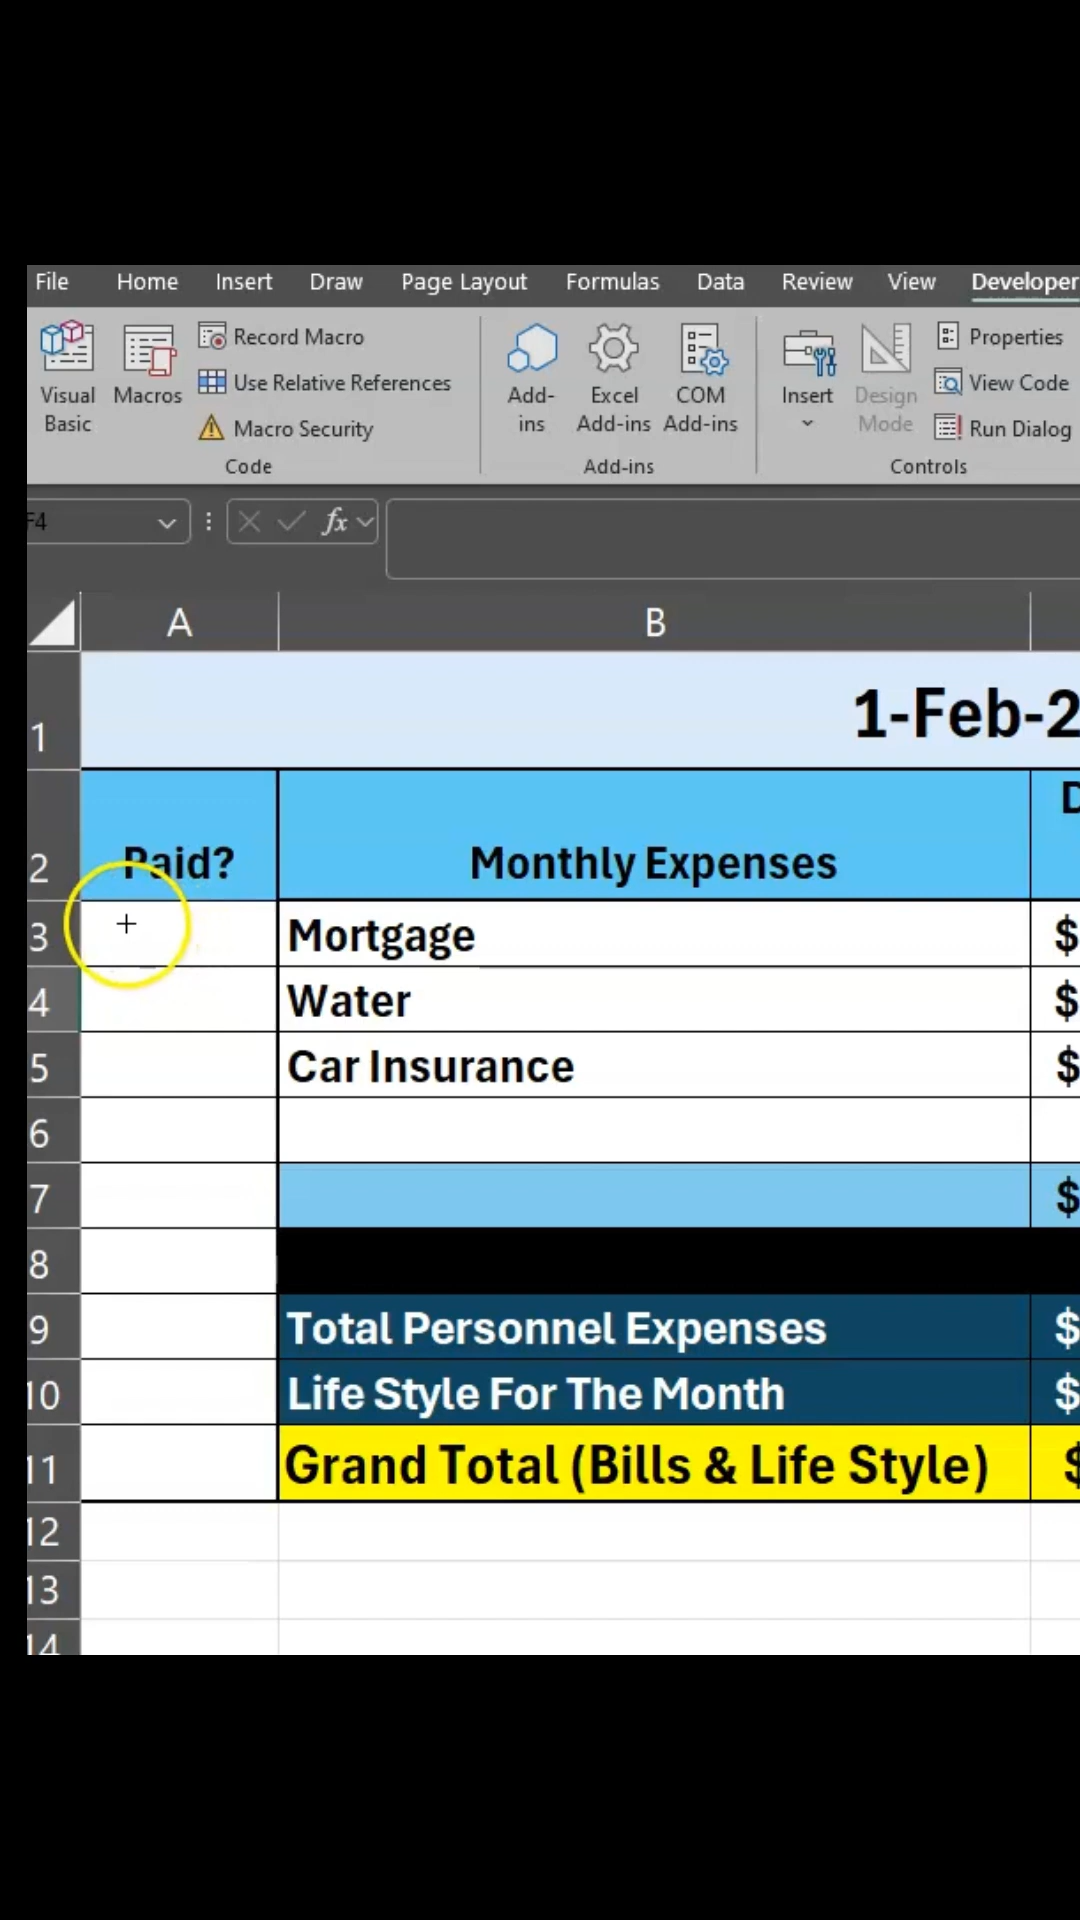 File Home Insert Draw Page Layout Formulas Data Review View Developer
Visual Basic
Macros
Record Macro
Use Relative References
Macro Security
Code
Add-ins
Excel Add-ins
COM Add-ins
Add-ins
Insert
Design Mode
Properties
View Code
Run Dialog
Controls
F4
fx
A B
1 1-Feb-2
2 Paid? Monthly Expenses D
3 Mortgage $
4 Water $
5 Car Insurance $
6
7 $
8
9 Total Personnel Expenses $
10 Life Style For The Month $
11 Grand Total (Bills & Life Style) $
12
13
14